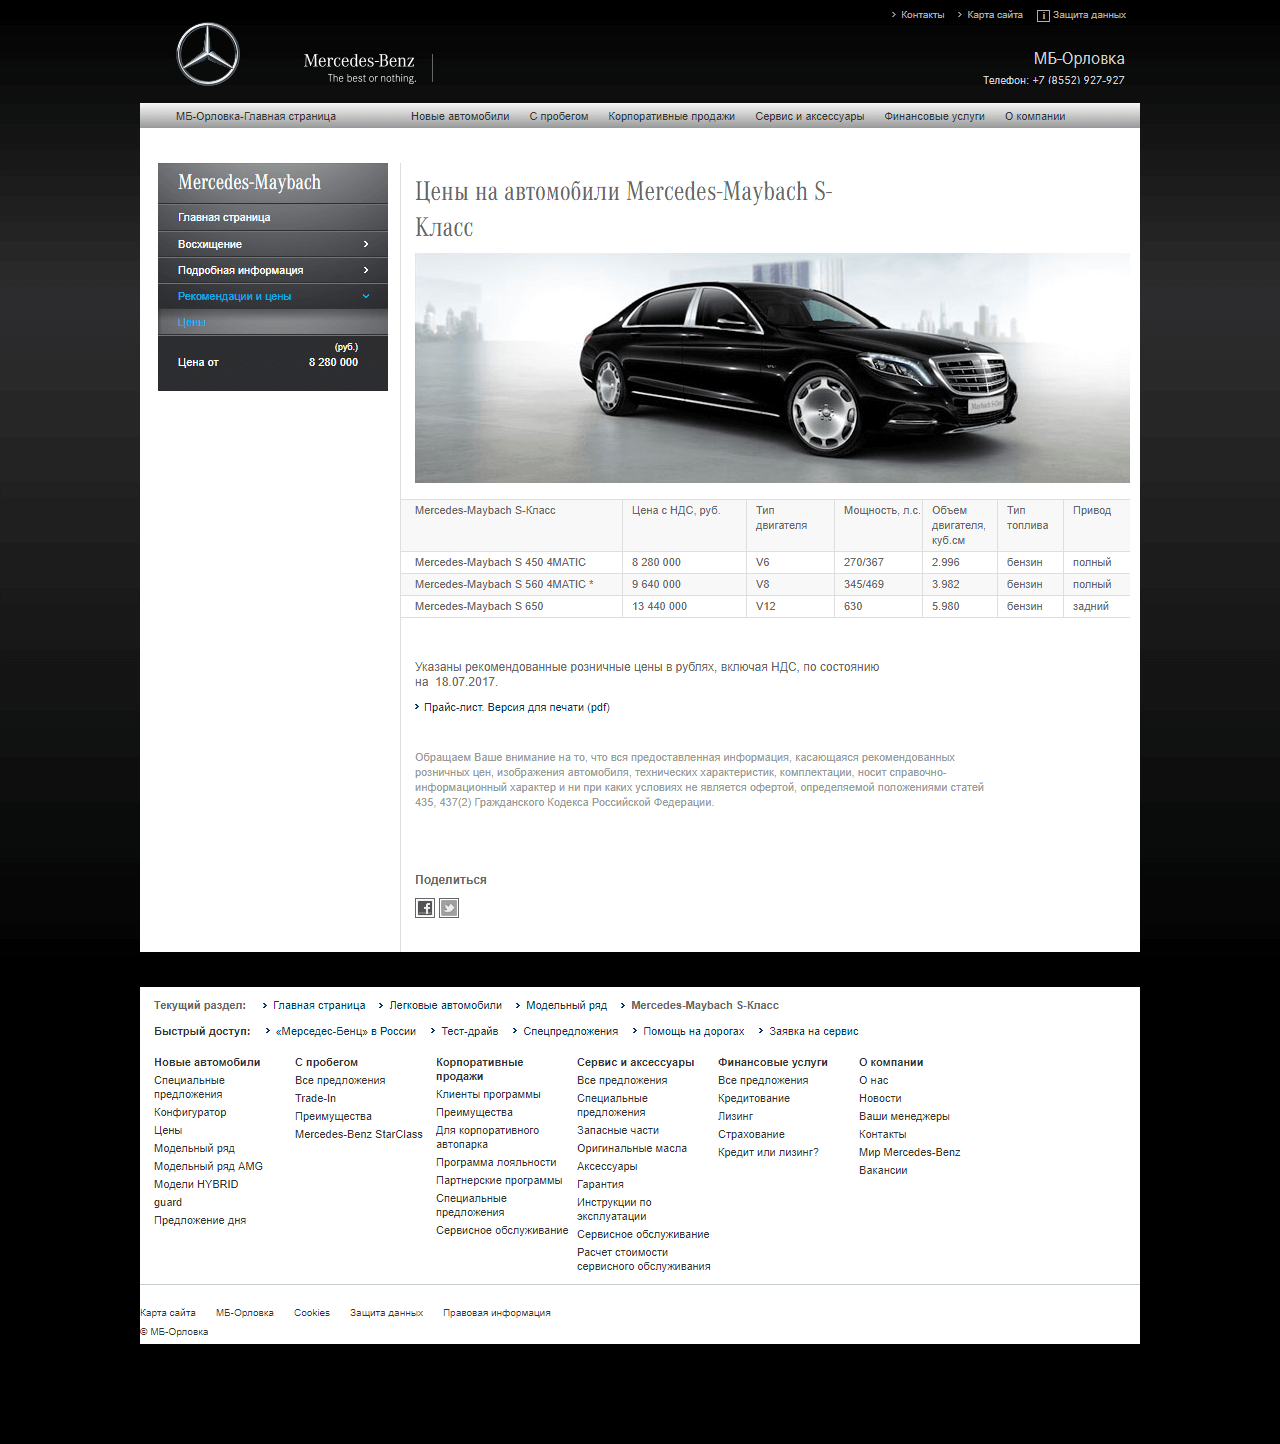 Контакты
Карта сайта
Защита данных
Mercedes-Benz
The best or nothing.
МБ-Орловка
Телефон: +7 (8552) 927-927
МБ-Орловка-Главная страница
Новые автомобили
С пробегом
Корпоративные продажи
Сервис и аксессуары
Финансовые услуги
О компании
Mercedes-Maybach
Главная страница
Восхищение
Подробная информация
Рекомендации и цены
Цены
(руб.)
Цена от 8 280 000
Цены на автомобили Mercedes-Maybach S-
Класс
Maybach S-Class
Mercedes-Maybach S-Класс
Цена с НДС, руб.
Тип
двигателя
Мощность, л.с.
Объем
двигателя,
куб.см
Тип
топлива
Привод
Mercedes-Maybach S 450 4MATIC 8 280 000 V6 270/367 2.996 бензин полный
Mercedes-Maybach S 560 4MATIC * 9 640 000 V8 345/469 3.982 бензин полный
Mercedes-Maybach S 650 13 440 000 V12 630 5.980 бензин задний
Указаны рекомендованные розничные цены в рублях, включая НДС, по состоянию
на 18.07.2017.
Прайс-лист. Версия для печати (pdf)
Обращаем Ваше внимание на то, что вся предоставленная информация, касающаяся рекомендованных
розничных цен, изображения автомобиля, технических характеристик, комплектации, носит справочно-
информационный характер и ни при каких условиях не является офертой, определяемой положениями статей
435, 437(2) Гражданского Кодекса Российской Федерации.
Поделиться
Текущий раздел: Главная страница Легковые автомобили Модельный ряд Mercedes-Maybach S-Класс
Быстрый доступ: «Мерседес-Бенц» в России Тест-драйв Спецпредложения Помощь на дорогах Заявка на сервис
Новые автомобили
Специальные
предложения
Конфигуратор
Цены
Модельный ряд
Модельный ряд AMG
Модели HYBRID
guard
Предложение дня
С пробегом
Все предложения
Trade-In
Преимущества
Mercedes-Benz StarClass
Корпоративные
продажи
Клиенты программы
Преимущества
Для корпоративного
автопарка
Программа лояльности
Партнерские программы
Специальные
предложения
Сервисное обслуживание
Сервис и аксессуары
Все предложения
Специальные
предложения
Запасные части
Оригинальные масла
Аксессуары
Гарантия
Инструкции по
эксплуатации
Сервисное обслуживание
Расчет стоимости
сервисного обслуживания
Финансовые услуги
Все предложения
Кредитование
Лизинг
Страхование
Кредит или лизинг?
О компании
О нас
Новости
Ваши менеджеры
Контакты
Мир Mercedes-Benz
Вакансии
Карта сайта МБ-Орловка Cookies Защита данных Правовая информация
© МБ-Орловка